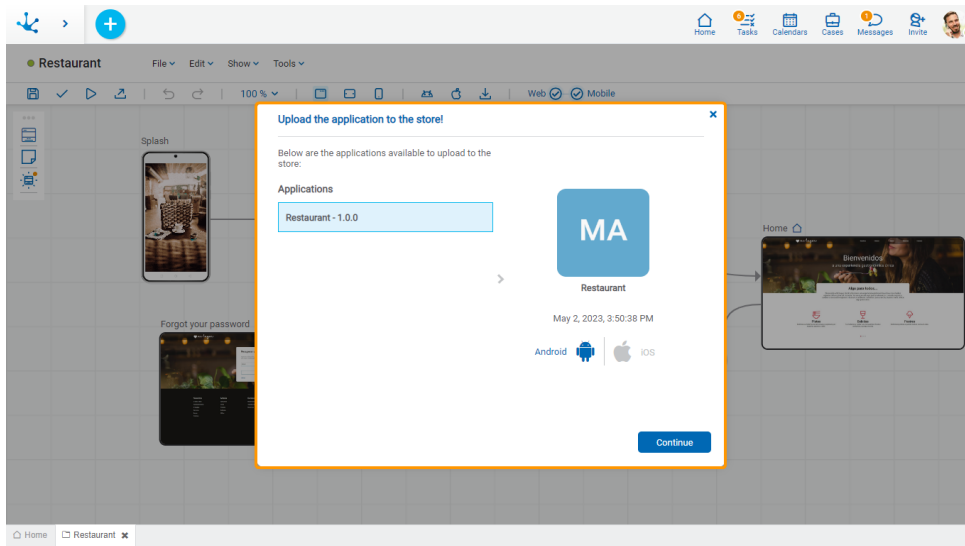 Home
6
Tasks
Calendars
Cases
1
Messages
Invite
Restaurant
File
Edit
Show
Tools
100 %
Web
Mobile
Upload the application to the store!
Below are the applications available to upload to the
store:
Applications
Restaurant - 1.0.0
MA
Restaurant
May 2, 2023, 3:50:38 PM
Android
iOS
Continue
Splash
Forgot your password
Home
Bienvenidos
Home
Restaurant